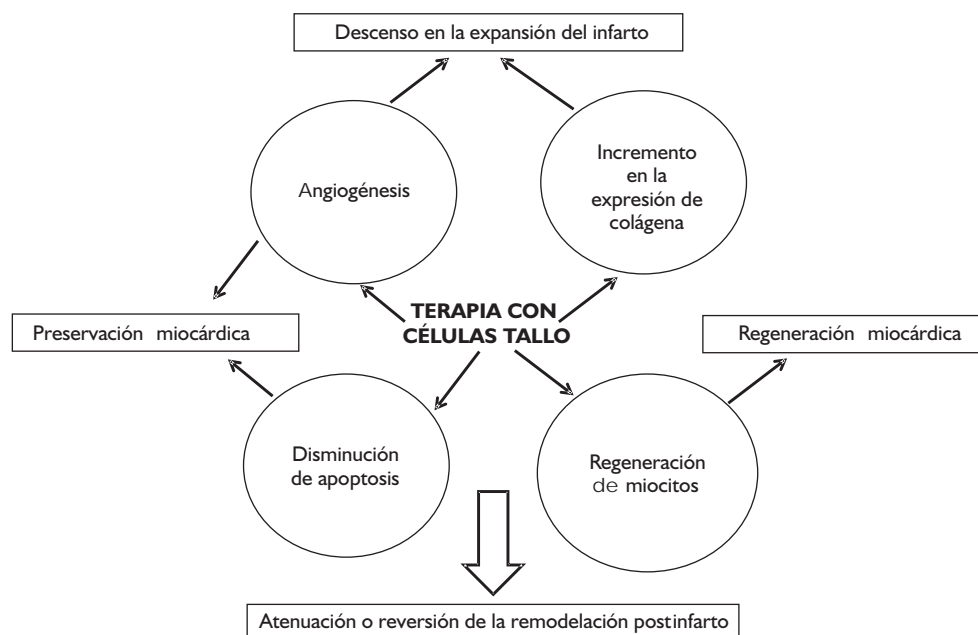 Descenso en la expansión del infarto
Angiogénesis
Incremento
en la
expresión de
colágena
TERAPIA CON
CÉLULAS TALLO
Preservación miocárdica
Regeneración miocárdica
Disminución
de apoptosis
Regeneración
de miocitos
Atenuación o reversión de la remodelación postinfarto